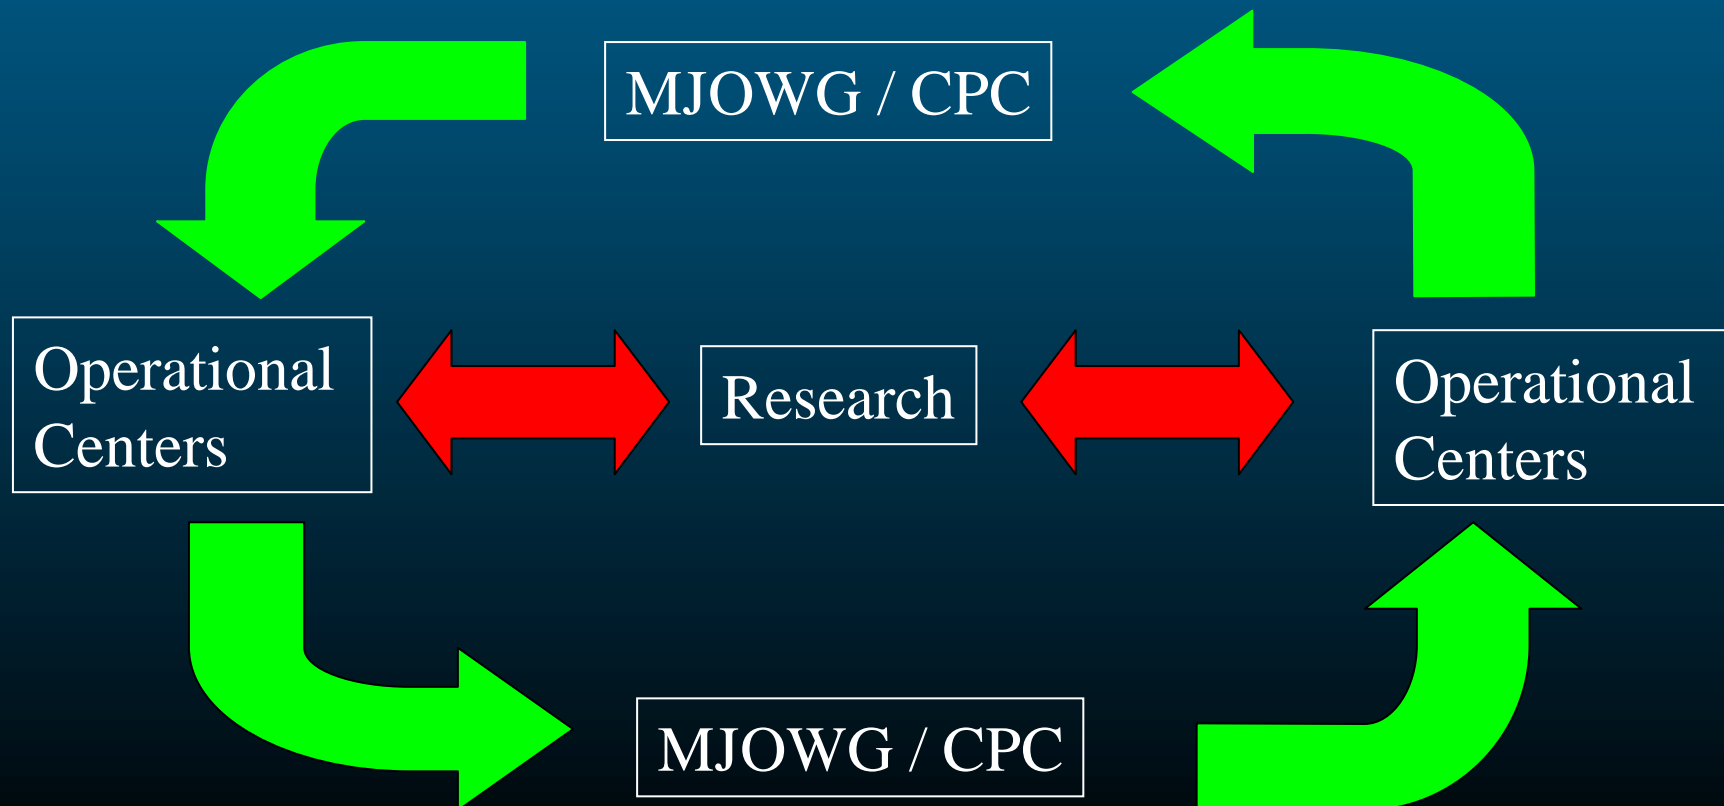 MJOWG / CPC
Operational
Centers
Research
Operational
Centers
MJOWG / CPC